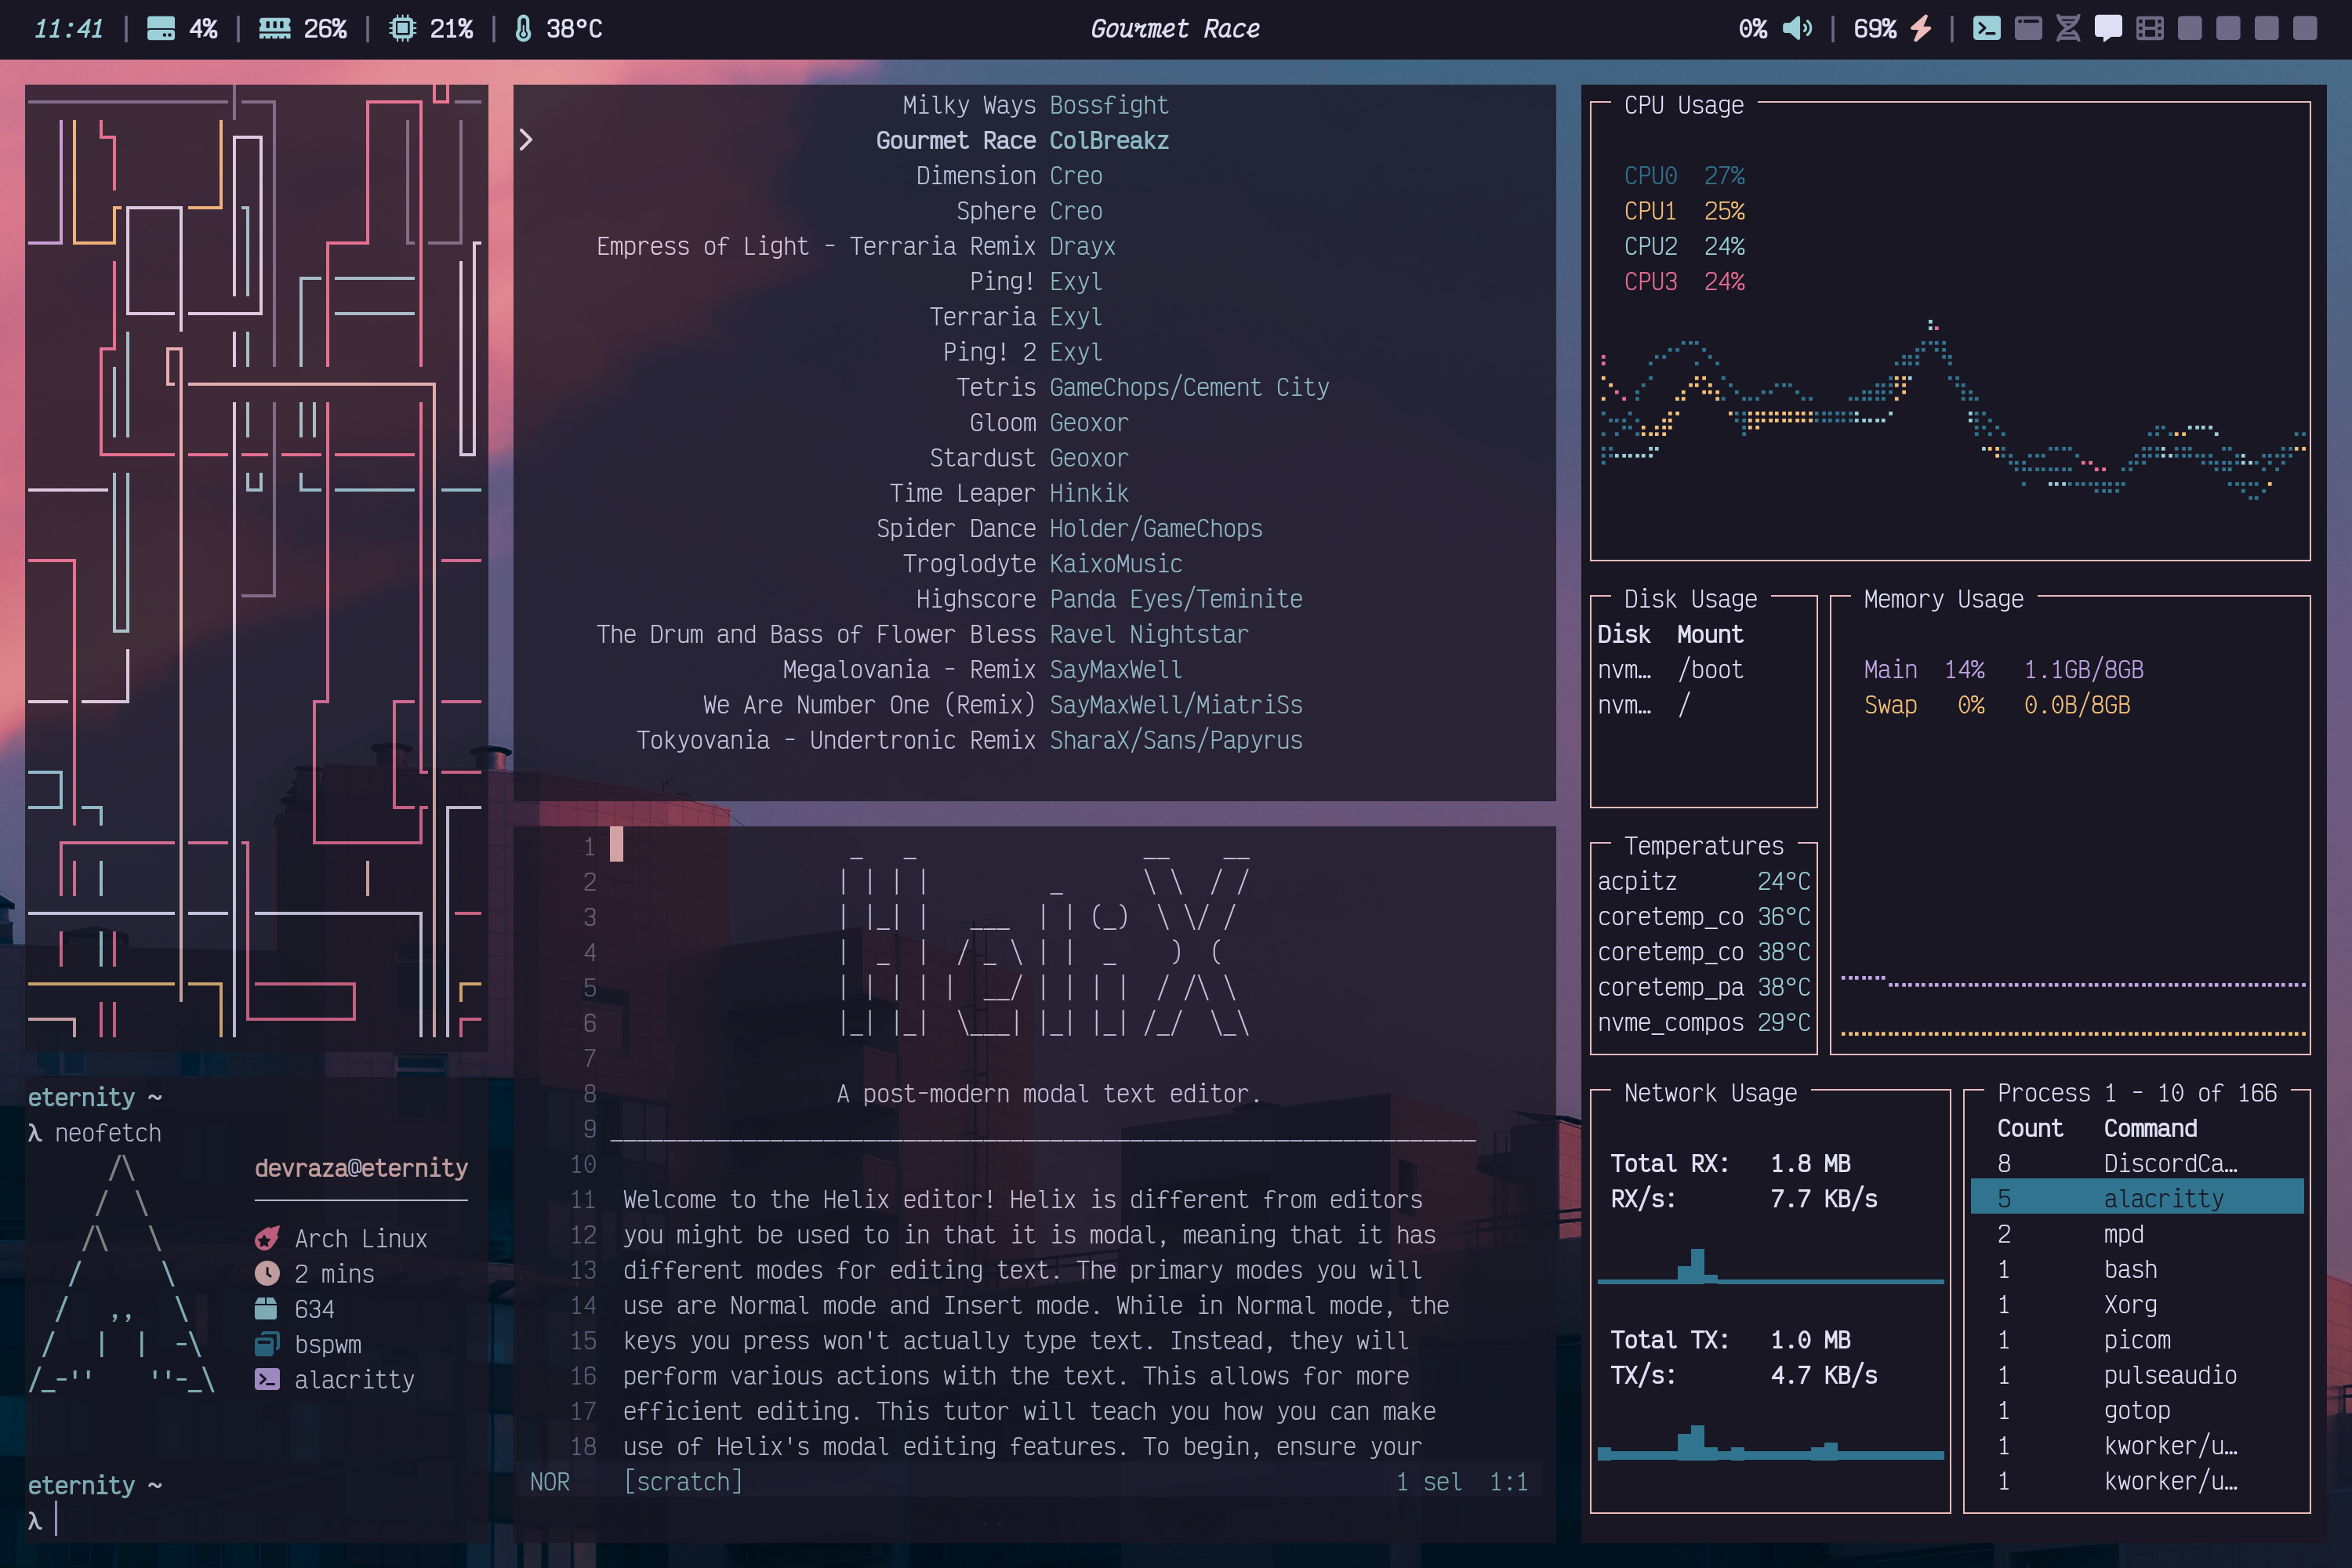 11:41 | 4% | 26% | 21% | 38°C
Gourmet Race
0% | 69% |
Milky Ways Bossfight
Gourmet Race ColBreakz
Dimension Creo
Sphere Creo
Empress of Light - Terraria Remix Drayx
Ping! Exyl
Terraria Exyl
Ping! 2 Exyl
Tetris GameChops/Cement City
Gloom Geoxor
Stardust Geoxor
Time Leaper Hinkik
Spider Dance Holder/GameChops
Troglodyte KaixoMusic
Highscore Panda Eyes/Teminite
The Drum and Bass of Flower Bless Ravel Nightstar
Megalovania - Remix SayMaxWell
We Are Number One (Remix) SayMaxWell/MiatriSs
Tokyovania - Undertronic Remix SharaX/Sans/Papyrus
eternity ~
λ neofetch
devraza@eternity
Arch Linux
2 mins
634
bspwm
alacritty
eternity ~
λ
1
2
3
4
5
6
Helix
7
8 A post-modern modal text editor.
9
10
11 Welcome to the Helix editor! Helix is different from editors
12 you might be used to in that it is modal, meaning that it has
13 different modes for editing text. The primary modes you will
14 use are Normal mode and Insert mode. While in Normal mode, the
15 keys you press won't actually type text. Instead, they will
16 perform various actions with the text. This allows for more
17 efficient editing. This tutor will teach you how you can make
18 use of Helix's modal editing features. To begin, ensure your
NOR [scratch] 1 sel 1:1
CPU Usage
CPU0 27%
CPU1 25%
CPU2 24%
CPU3 24%
Disk Usage
Disk Mount
nvm… /boot
nvm… /
Memory Usage
Main 14% 1.1GB/8GB
Swap 0% 0.0B/8GB
Temperatures
acpitz 24°C
coretemp_co 36°C
coretemp_co 38°C
coretemp_pa 38°C
nvme_compos 29°C
Network Usage
Total RX: 1.8 MB
RX/s: 7.7 KB/s
Total TX: 1.0 MB
TX/s: 4.7 KB/s
Process 1 - 10 of 166
Count Command
8 DiscordCa…
5 alacritty
2 mpd
1 bash
1 Xorg
1 picom
1 pulseaudio
1 gotop
1 kworker/u…
1 kworker/u…